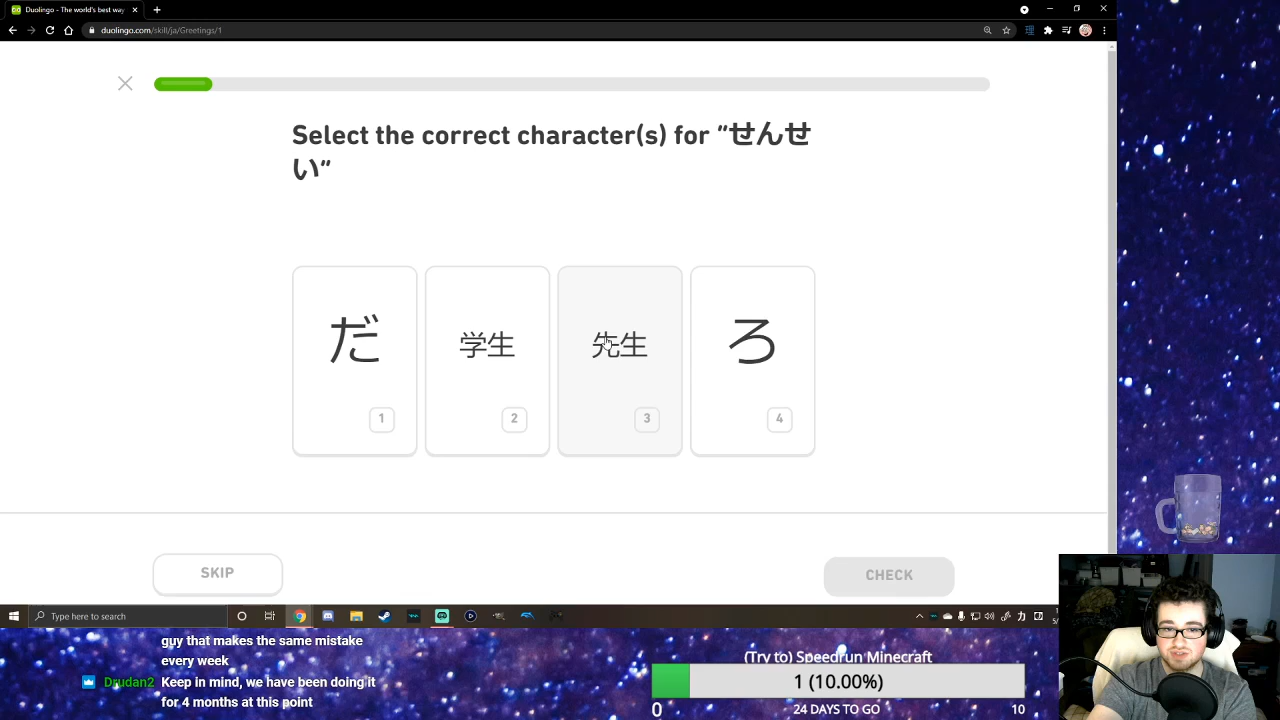 Duolingo - The world's best way
duolingo.com/skill/ja/Greetings/1
Select the correct character(s) for "せんせ
い"
だ
学生
先生
ろ
1
2
3
4
SKIP
CHECK
Type here to search
guy that makes the same mistake
every week
Drudan2 Keep in mind, we have been doing it
for 4 months at this point
(Try to) Speedrun Minecraft
1 (10.00%)
0
24 DAYS TO GO
10